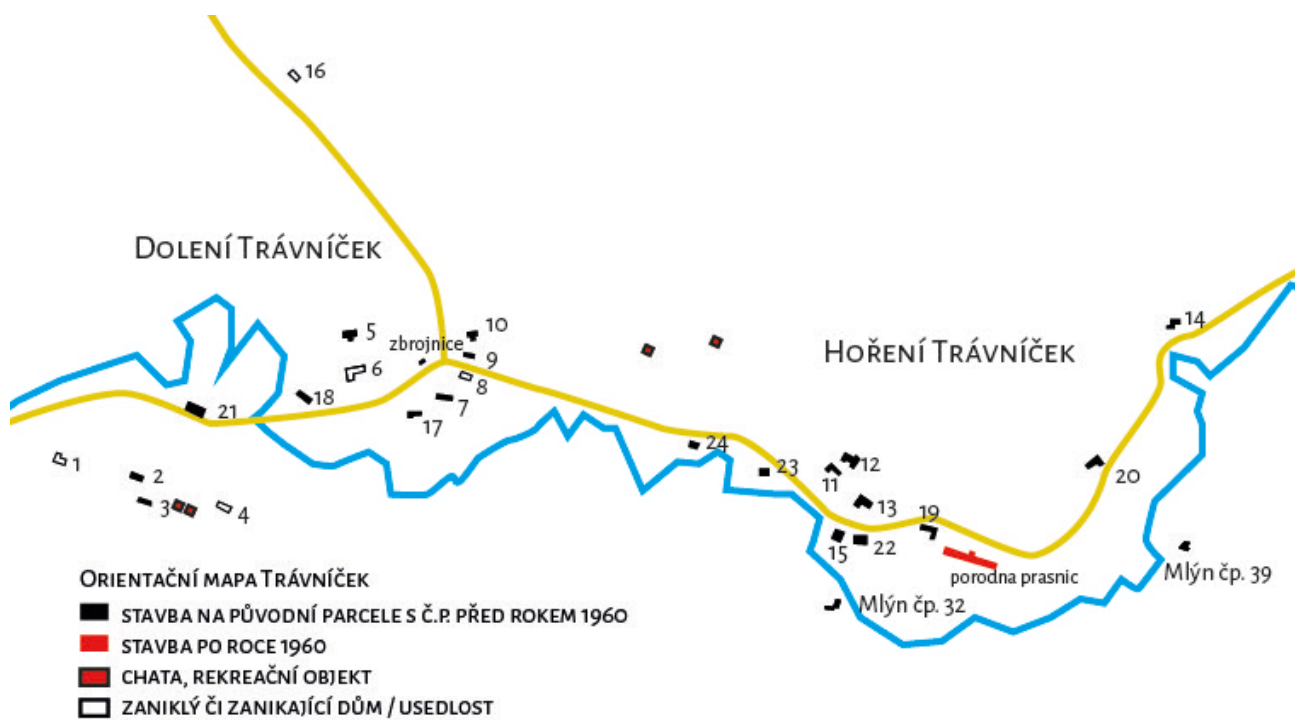 16
DOLENÍ TRÁVNÍČEK
5
zbrojnice
10
9
6
8
7
18
17
21
1
2
3
4
HOŘENÍ TRÁVNÍČEK
14
24
23
12
11
13
19
20
15
22
porodna prasnic
Mlýn čp. 39
Mlýn čp. 32
ORIENTAČNÍ MAPA TRÁVNÍČEK
STAVBA NA PŮVODNÍ PARCELE S Č.P. PŘED ROKEM 1960
STAVBA PO ROCE 1960
CHATA, REKREAČNÍ OBJEKT
ZANIKLÝ ČI ZANIKAJÍCÍ DŮM / USEDLOST